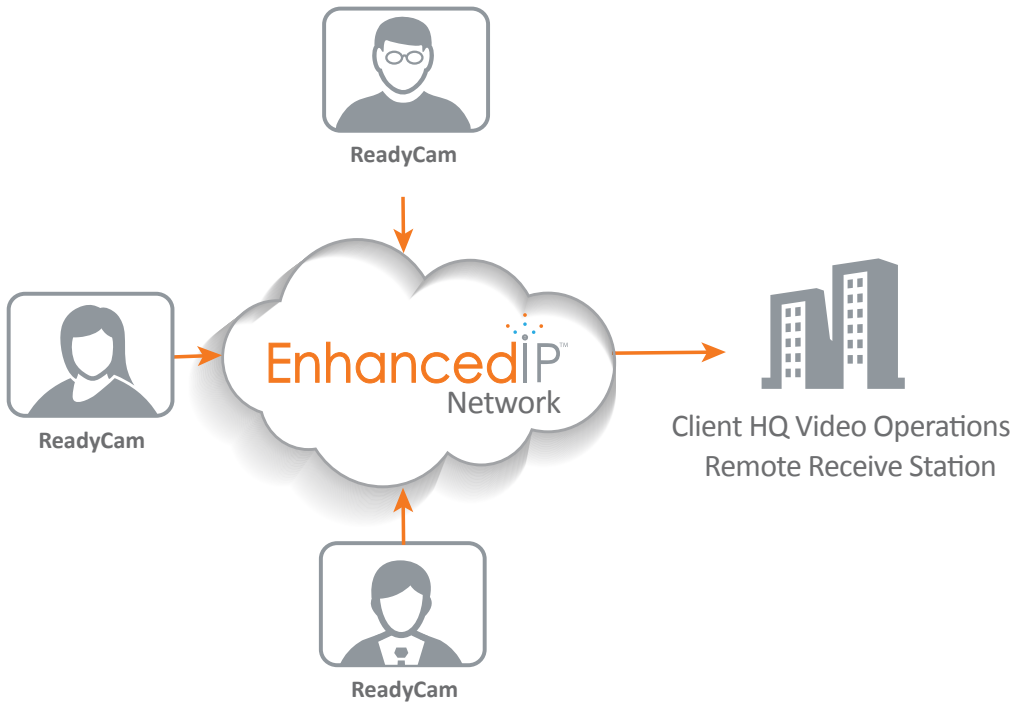 ReadyCam
EnhancedIP™
Network
ReadyCam
Client HQ Video Operations
Remote Receive Station
ReadyCam